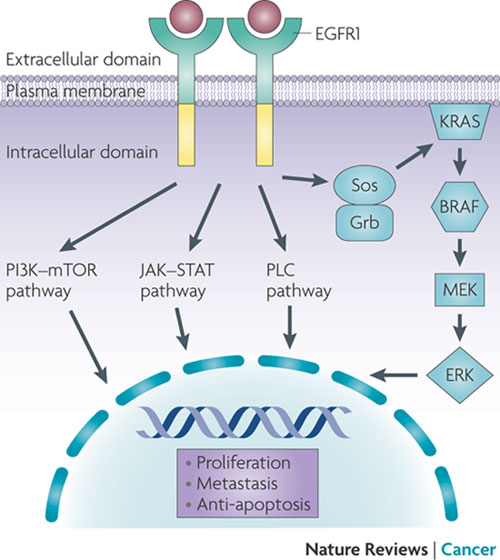 EGFR1
Extracellular domain
Plasma membrane
KRAS
Intracellular domain
Sos
Grb
BRAF
PI3K–mTOR
pathway
JAK–STAT
pathway
PLC
pathway
MEK
ERK
• Proliferation
• Metastasis
• Anti-apoptosis
Nature Reviews | Cancer